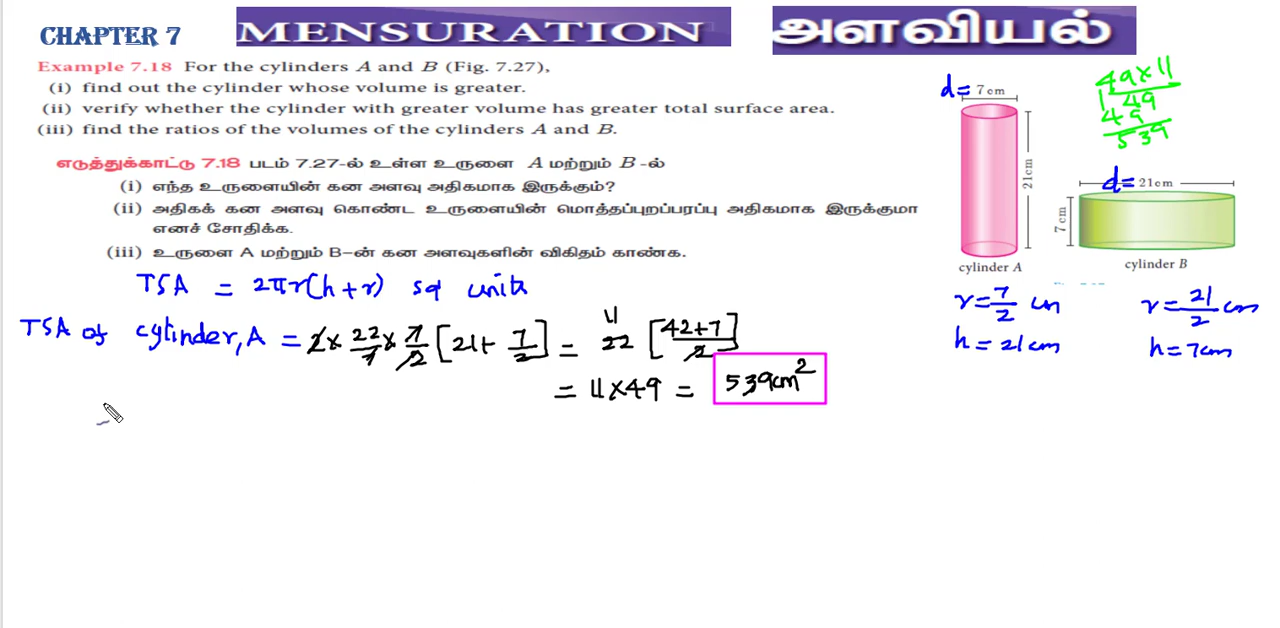 CHAPTER 7
MENSURATION
அளவியல்
Example 7.18 For the cylinders A and B (Fig. 7.27),
(i) find out the cylinder whose volume is greater.
(ii) verify whether the cylinder with greater volume has greater total surface area.
(iii) find the ratios of the volumes of the cylinders A and B.
எடுத்துக்காட்டு 7.18 படம் 7.27-ல் உள்ள உருளை A மற்றும் B -ல்
(i) எந்த உருளையின் கன அளவு அதிகமாக இருக்கும்?
(ii) அதிகக் கன அளவு கொண்ட உருளையின் மொத்தப்புறப்பரப்பு அதிகமாக இருக்குமா
எனச் சோதிக்க.
(iii) உருளை A மற்றும் B-ன் கன அளவுகளின் விகிதம் காண்க.
d= 7 cm
21cm
cylinder A
49×11
1 49
49
539
d= 21cm
7 cm
cylinder B
r=7/2 cm
h = 21cm
r=21/2 cm
h = 7cm
TSA = 2πr(h+r) sq units
TSA of cylinder, A = 2 × 22/7 × 7/2 [21+ 7/2] = 11 22 [42+7/2]
= 11×49 = 539cm²